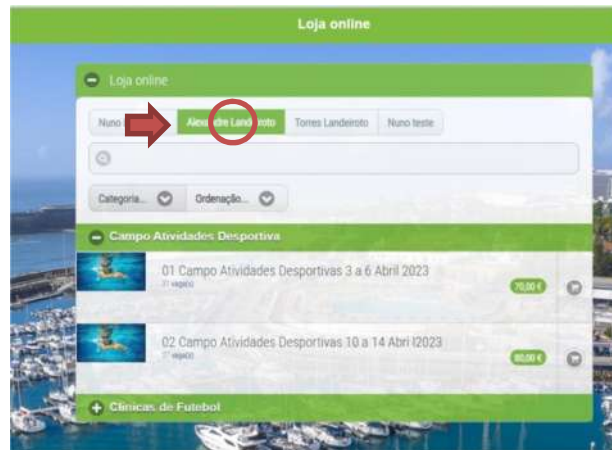 Loja online
Loja online
Nuno Alexandre Landeiroto Torres Landeiroto Nuno teste
Categoria... Ordenação...
Campo Atividades Desportiva
01 Campo Atividades Desportivas 3 a 6 Abril 2023
vaga(s)
70,00 €
02 Campo Atividades Desportivas 10 a 14 Abri l2023
vaga(s)
80,00 €
Clínicas de Futebol